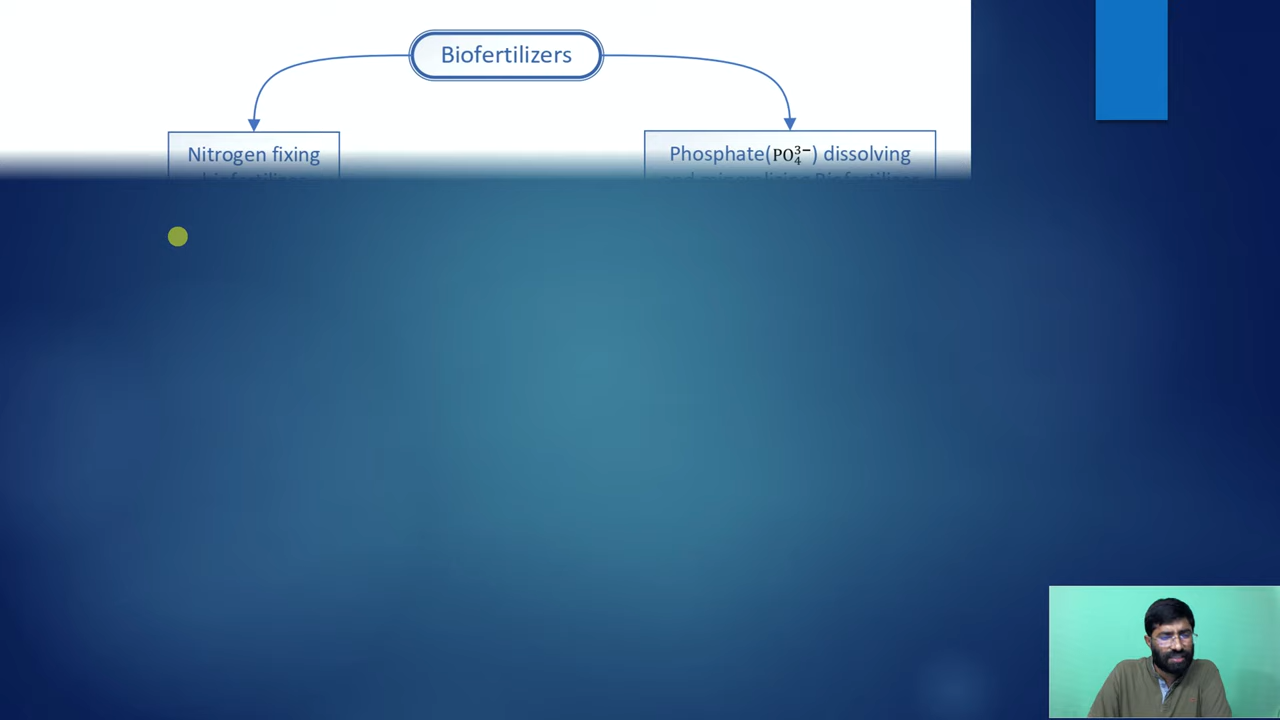 Biofertilizers
Nitrogen fixing
Phosphate(PO₄³⁻) dissolving